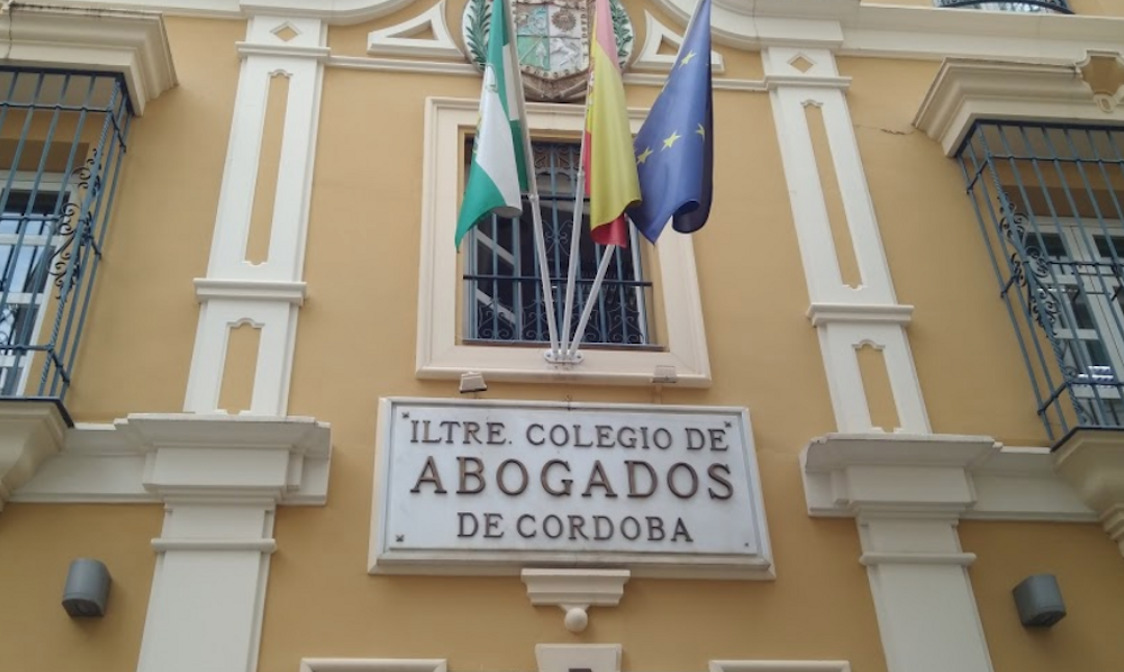 ILTRE. COLEGIO DE
ABOGADOS
DE CORDOBA